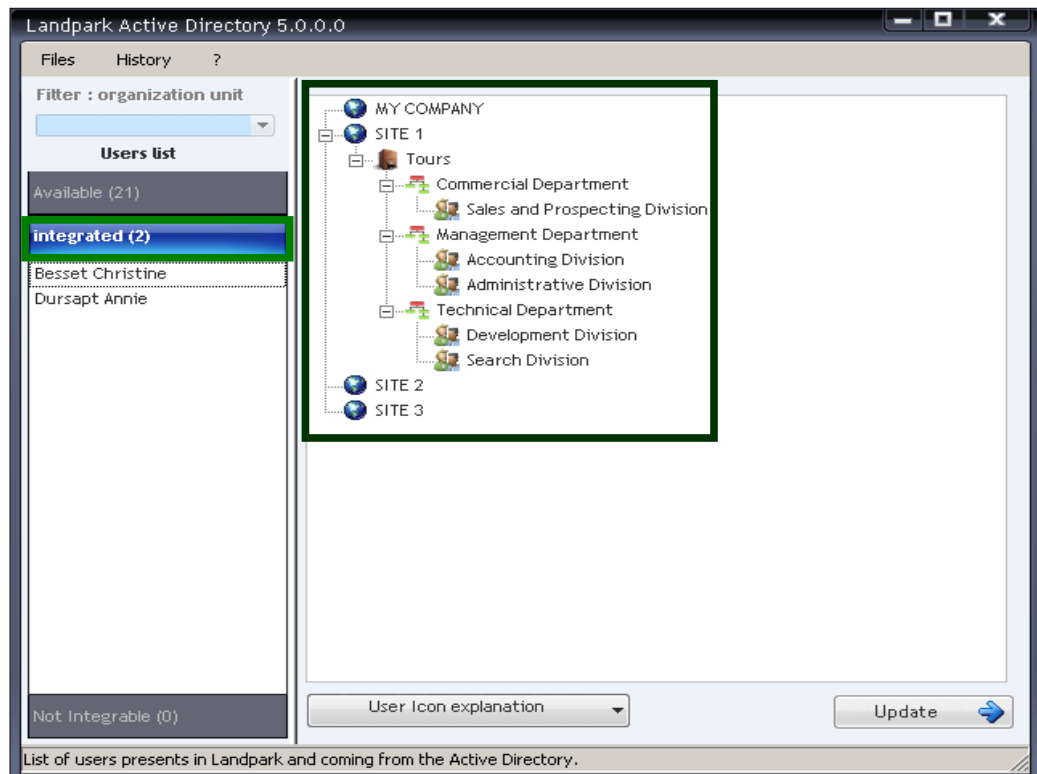 Landpark Active Directory 5.0.0.0
Files History ?
Fitter : organization unit
Users list
Available (21)
integrated (2)
Besset Christine
Dursapt Annie
Not Integrable (0)
MY COMPANY
SITE 1
Tours
Commercial Department
Sales and Prospecting Division
Management Department
Accounting Division
Administrative Division
Technical Department
Development Division
Search Division
SITE 2
SITE 3
User Icon explanation
Update
List of users presents in Landpark and coming from the Active Directory.